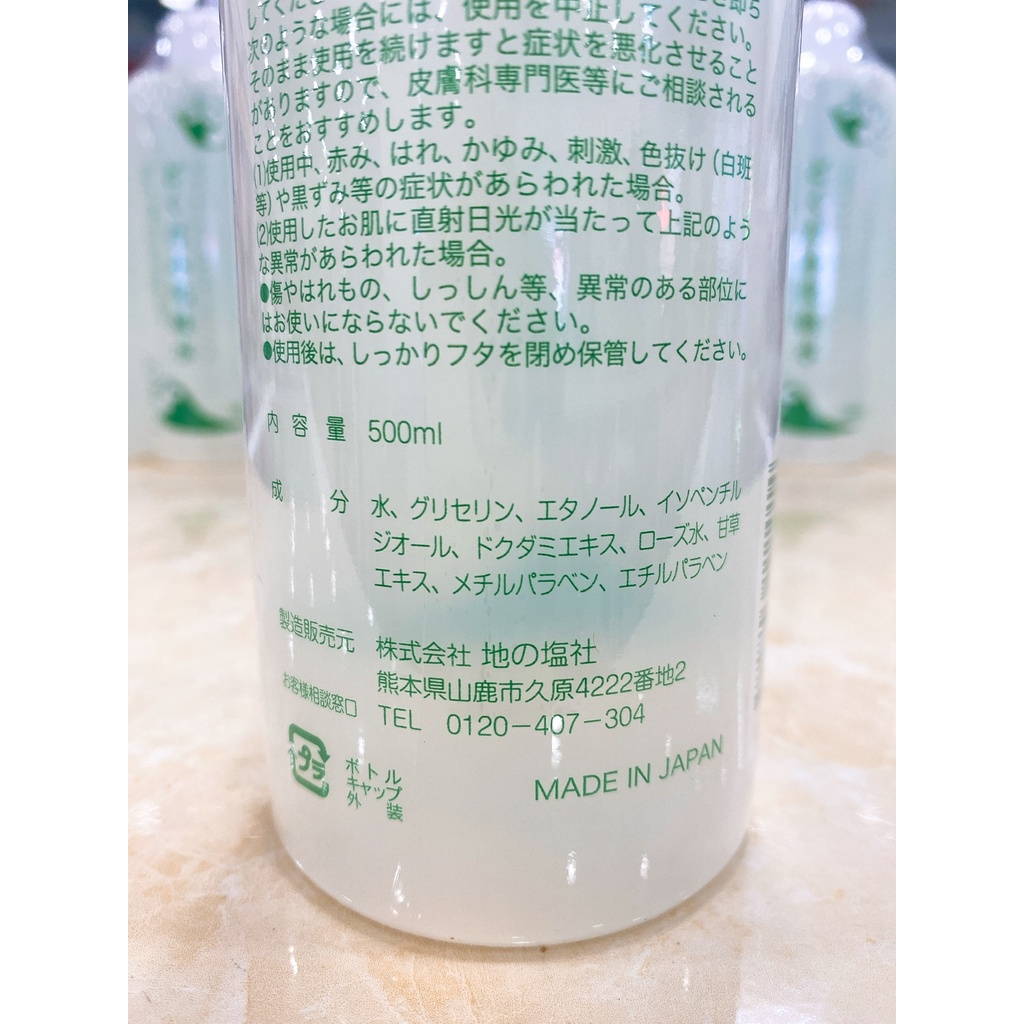 してください
次のような場合には、使用を中止してください。
そのまま使用を続けますと症状を悪化させること
がありますので、皮膚科専門医等にご相談される
ことをおすすめします。
(1)使用中、赤み、はれ、かゆみ、刺激、色抜け(白班
等)や黒ずみ等の症状があらわれた場合。
(2)使用したお肌に直射日光が当たって上記のよう
な異常があらわれた場合。
●傷やはれもの、しっしん等、異常のある部位に
はお使いにならないでください。
●使用後は、しっかりフタを閉め保管してください。
内容量 500ml
成分 水、グリセリン、エタノール、イソペンチル
ジオール、ドクダミエキス、ローズ水、甘草
エキス、メチルパラベン、エチルパラベン
製造販売元 株式会社 地の塩社
熊本県山鹿市久原4222番地2
お客様相談窓口 TEL 0120-407-304
プラ
ボトル
キャップ
外装
MADE IN JAPAN